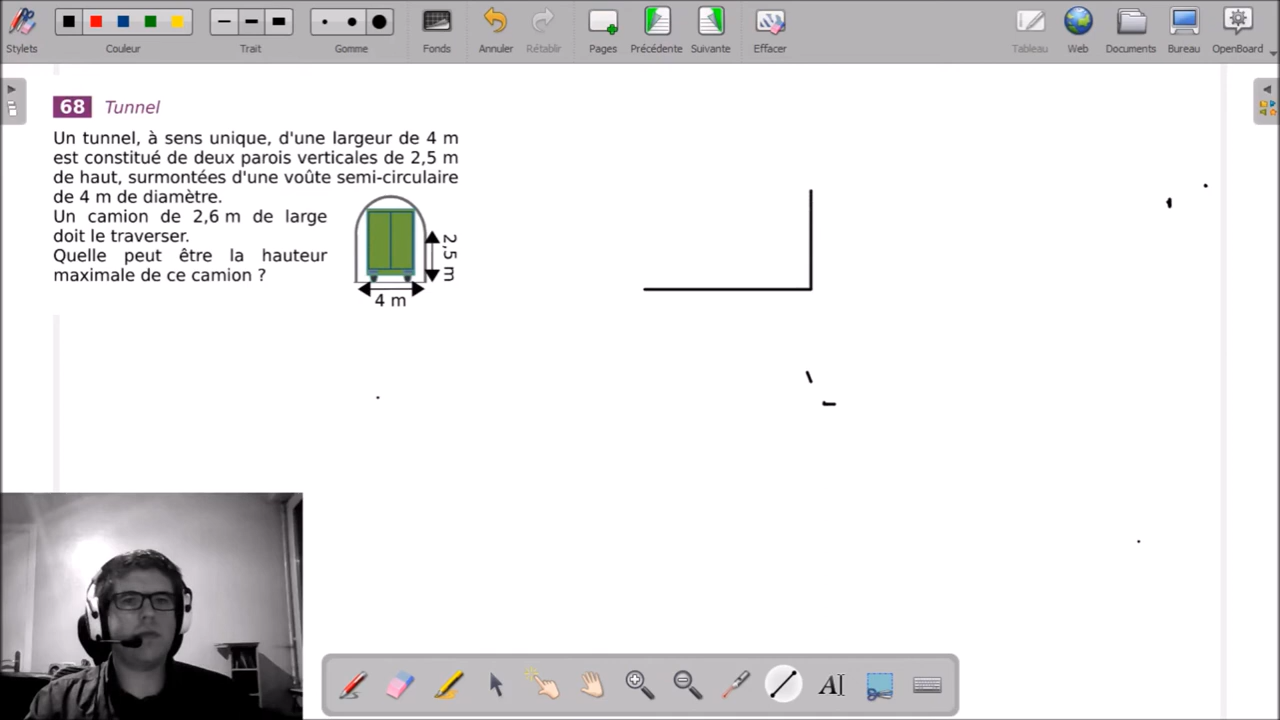 Stylets
Couleur
Trait
Gomme
Fonds
Annuler
Rétablir
Pages
Précédente
Suivante
Effacer
Tableau
Web
Documents
Bureau
OpenBoard
68 Tunnel
Un tunnel, à sens unique, d'une largeur de 4 m
est constitué de deux parois verticales de 2,5 m
de haut, surmontées d'une voûte semi-circulaire
de 4 m de diamètre.
Un camion de 2,6 m de large
doit le traverser.
Quelle peut être la hauteur
maximale de ce camion ?
2,5 m
4 m
AI